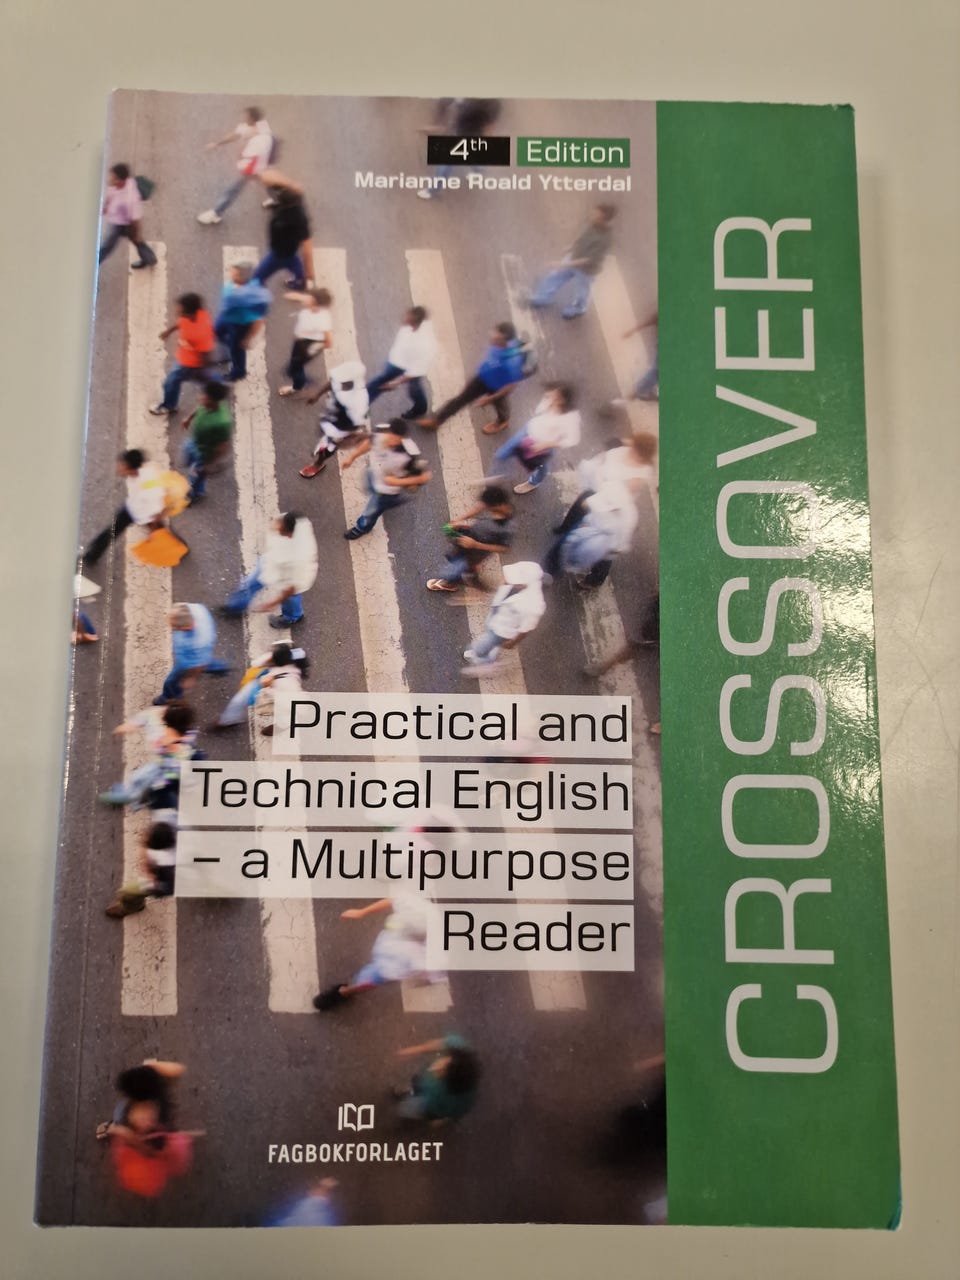 4th Edition
Marianne Roald Ytterdal
CROSSOVER
Practical and
Technical English
– a Multipurpose
Reader
FAGBOKFORLAGET